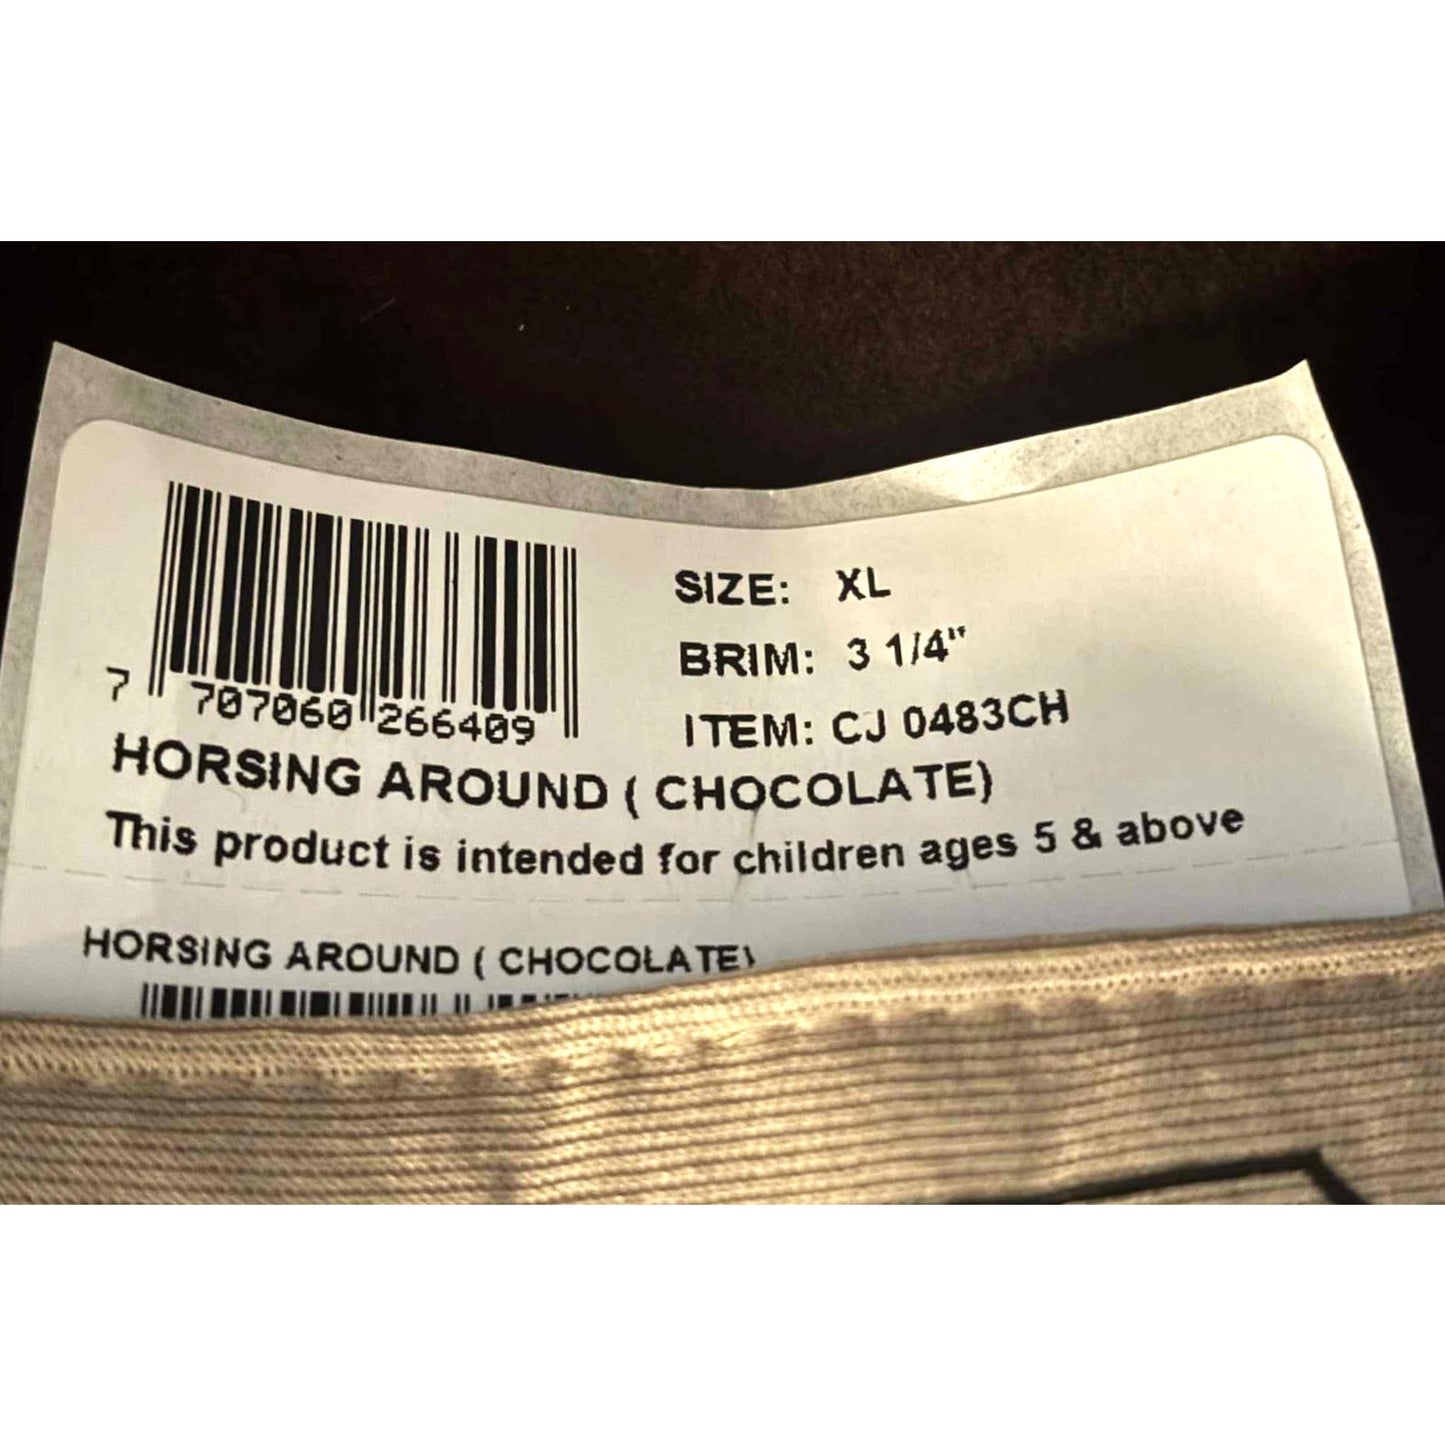 SIZE: XL
BRIM: 3 1/4"
ITEM: CJ 0483CH
7 707060 266409
HORSING AROUND ( CHOCOLATE)
This product is intended for children ages 5 & above
HORSING AROUND ( CHOCOLATE)